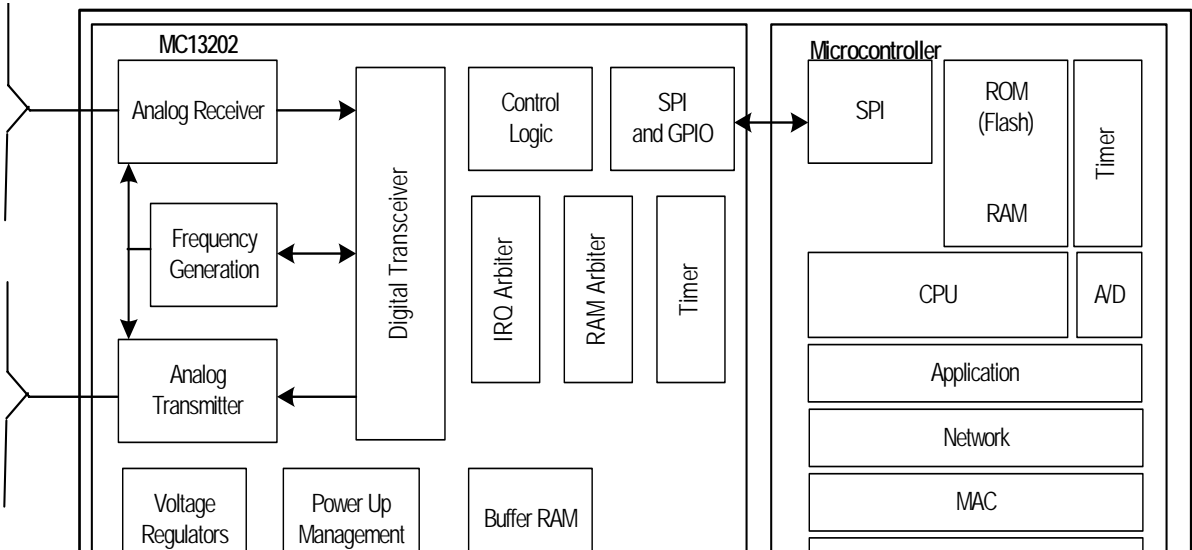 MC13202
Analog Receiver
Frequency
Generation
Analog
Transmitter
Digital Transceiver
Control
Logic
SPI
and GPIO
IRQ Arbiter
RAM Arbiter
Timer
Voltage
Regulators
Power Up
Management
Buffer RAM
Microcontroller
SPI
ROM
(Flash)
RAM
Timer
CPU
A/D
Application
Network
MAC